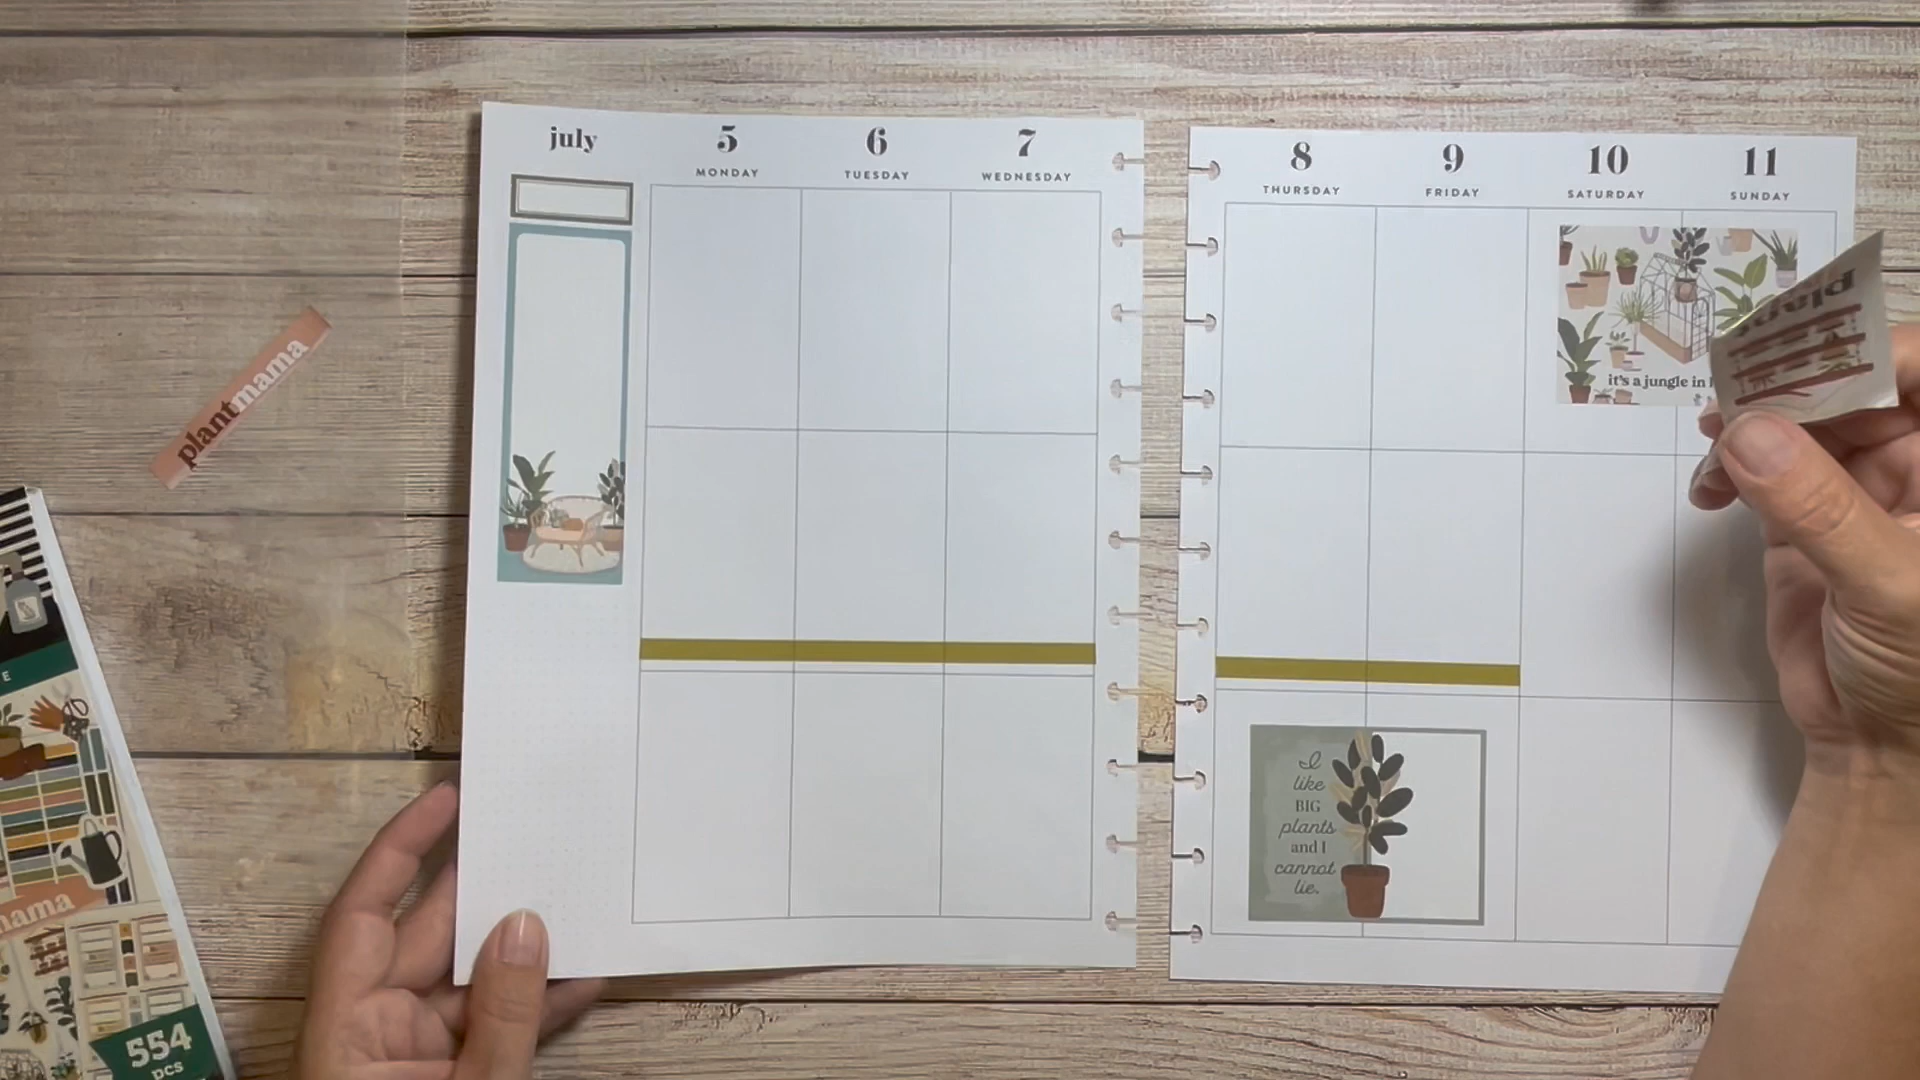 july
5
MONDAY
6
TUESDAY
7
WEDNESDAY
8
THURSDAY
9
FRIDAY
10
SATURDAY
11
SUNDAY
it's a jungle in
plantmama
I
like
BIG
plants
and I
cannot
lie.
E
mama
554
pcs